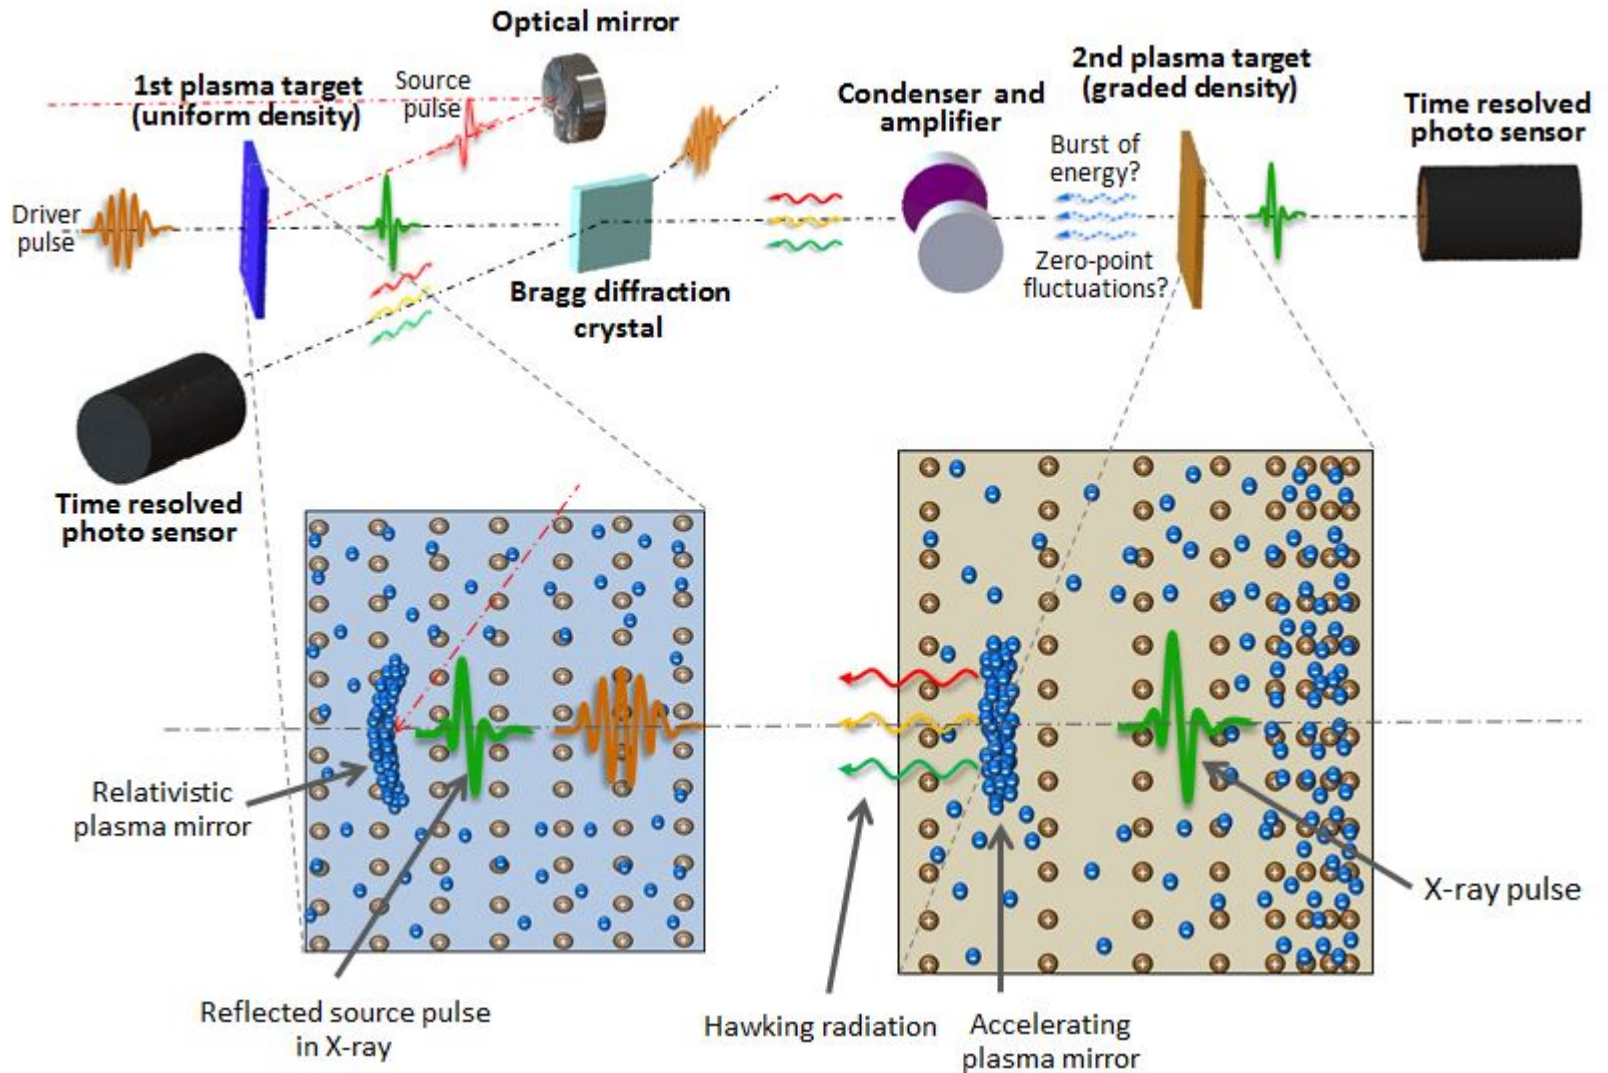 Optical mirror
1st plasma target
(uniform density)
Source
pulse
Driver
pulse
Bragg diffraction
crystal
Condenser and
amplifier
Burst of
energy?
Zero-point
fluctuations?
2nd plasma target
(graded density)
Time resolved
photo sensor
Time resolved
photo sensor
Relativistic
plasma mirror
Reflected source pulse
in X-ray
Hawking radiation
Accelerating
plasma mirror
X-ray pulse